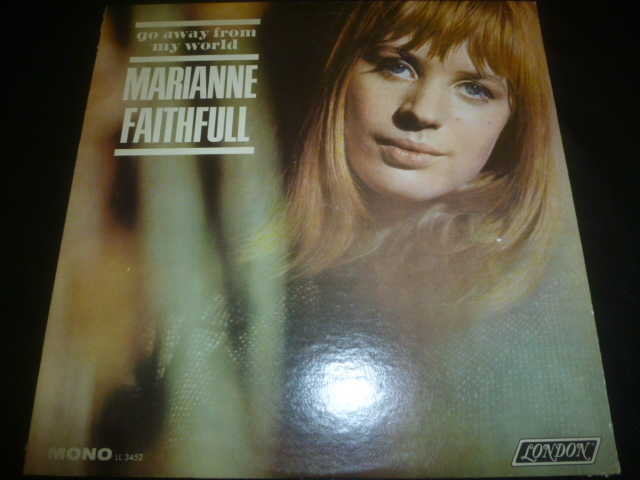 go away from
my world
MARIANNE
FAITHFULL
MONO LL 3452
LONDON